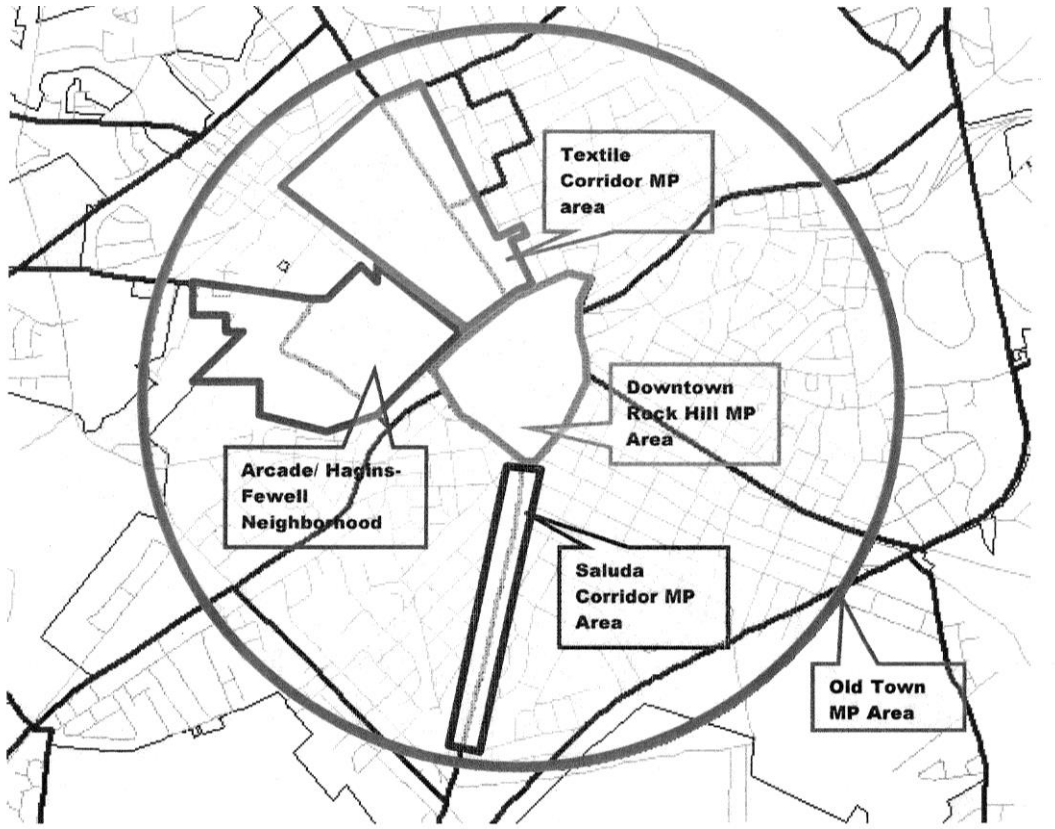 Textile
Corridor MP
area
Downtown
Rock Hill MP
Area
Arcade/ Hagins-
Fewell
Neighborhood
Saluda
Corridor MP
Area
Old Town
MP Area